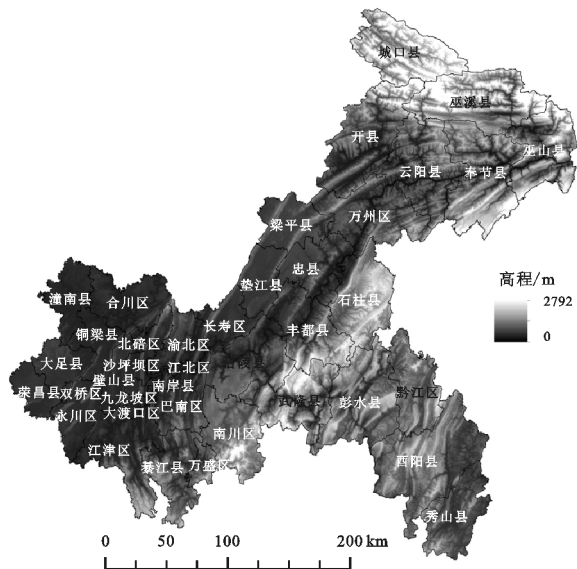 城口县
巫溪县
开县
巫山县
云阳县
奉节县
万州区
梁平县
忠县
垫江县
石柱县
高程/m
2792
0
潼南县
合川区
长寿区
丰都县
铜梁县
北碚区
渝北区
涪陵区
大足县
沙坪坝区
江北区
璧山县
南岸区
黔江区
荣昌县
双桥区
九龙坡区
武隆县
彭水县
永川区
大渡口区
巴南区
南川区
江津区
綦江县
万盛区
酉阳县
秀山县
0 50 100 200 km